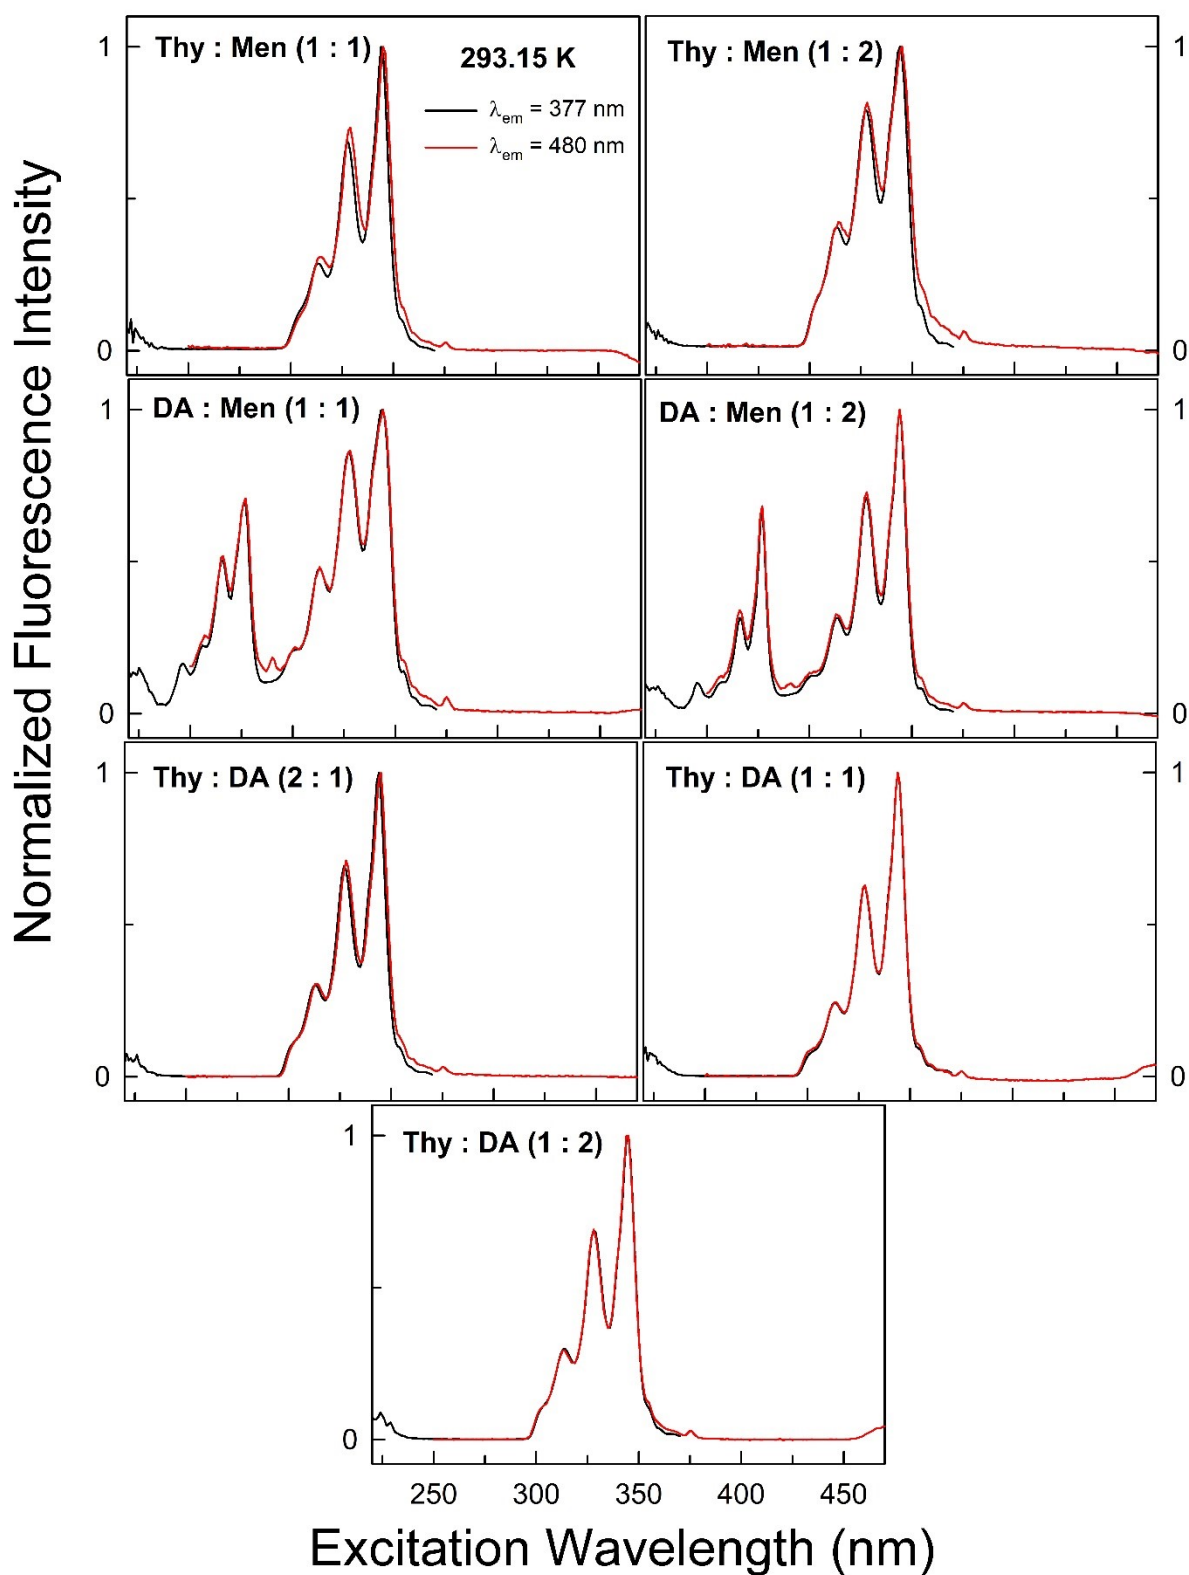 Thy : Men (1 : 1)
293.15 K
λem = 377 nm
λem = 480 nm
Thy : Men (1 : 2)
1
0
1
0
DA : Men (1 : 1)
DA : Men (1 : 2)
1
0
1
0
Thy : DA (2 : 1)
Thy : DA (1 : 1)
1
0
1
0
Thy : DA (1 : 2)
1
0
250 300 350 400 450
Normalized Fluorescence Intensity
Excitation Wavelength (nm)